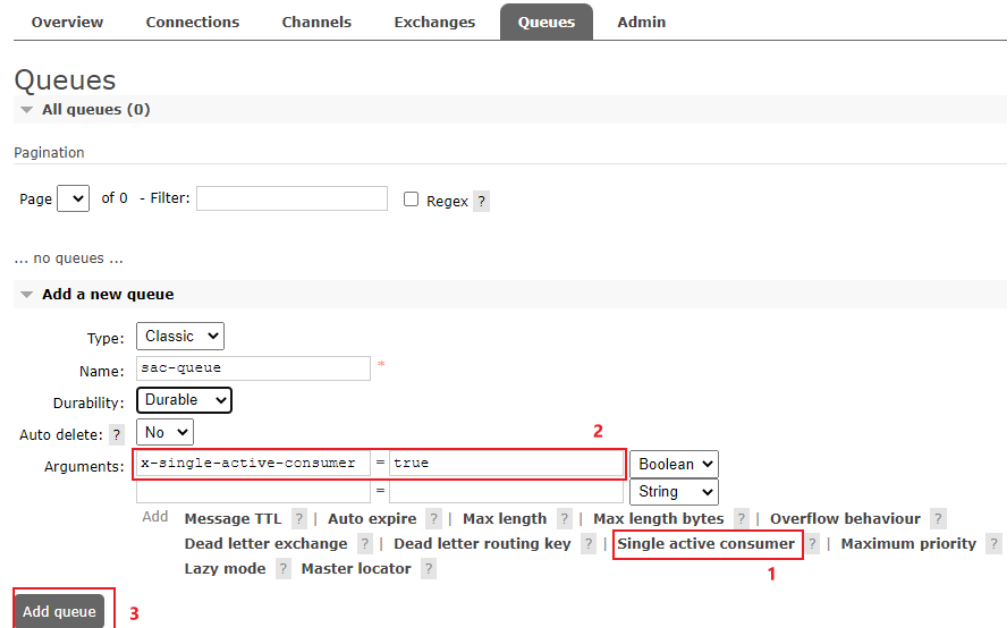 Overview Connections Channels Exchanges Queues Admin
Queues
All queues (0)
Pagination
Page of 0 - Filter: Regex ?
... no queues ...
Add a new queue
Type: Classic
Name: sac-queue *
Durability: Durable
Auto delete: ? No
2
Arguments: x-single-active-consumer = true Boolean
= String
Add Message TTL ? | Auto expire ? | Max length ? | Max length bytes ? | Overflow behaviour ?
Dead letter exchange ? | Dead letter routing key ? | Single active consumer ? | Maximum priority ?
Lazy mode ? Master locator ?
1
Add queue 3